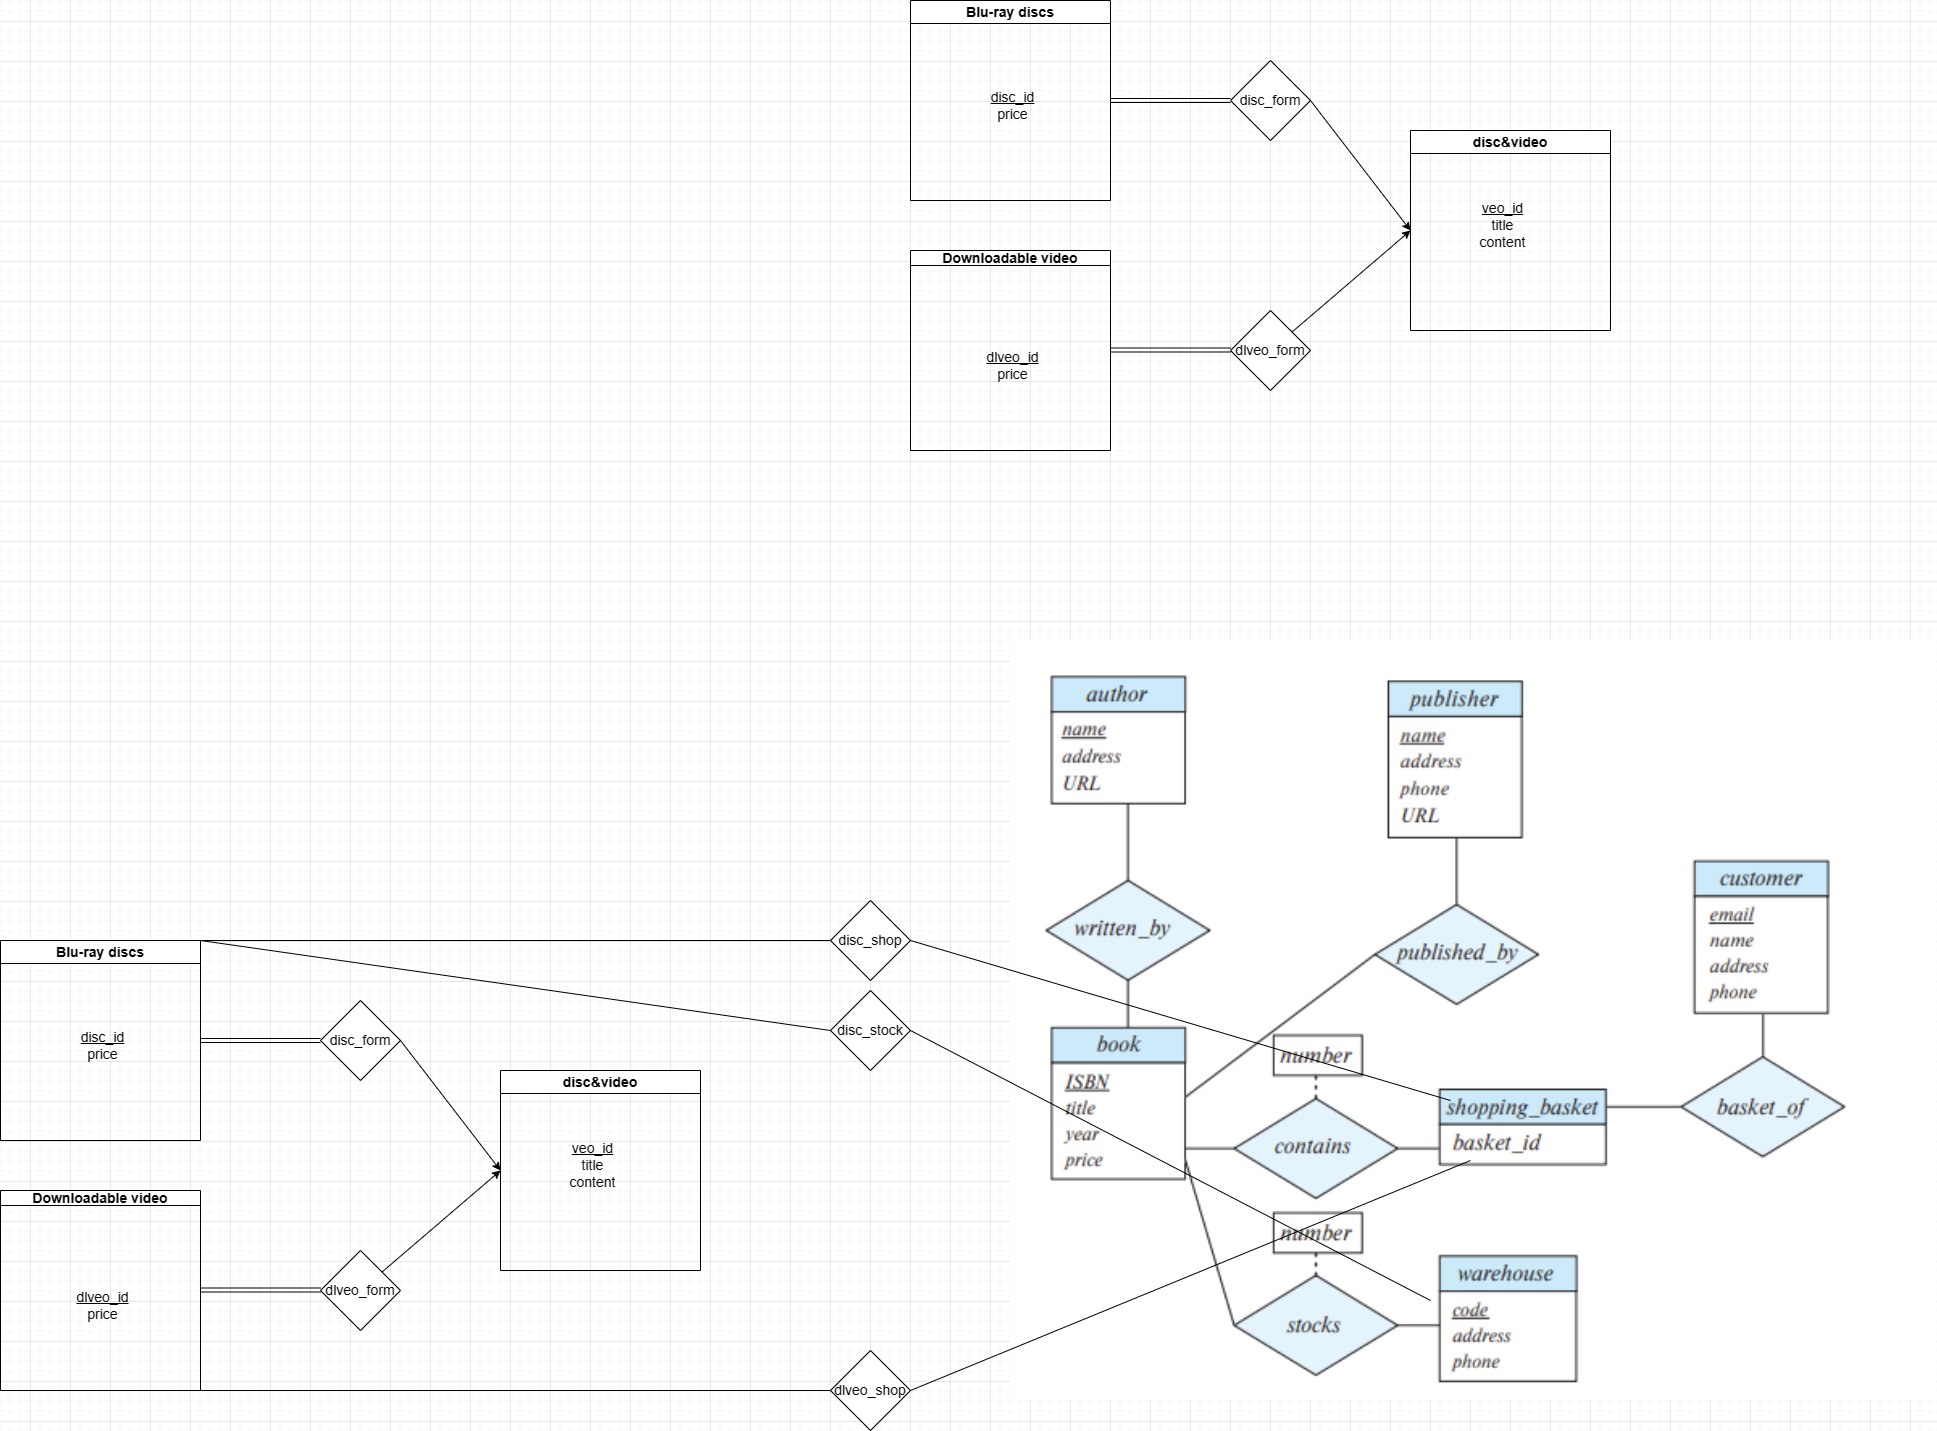 Blu-ray discs
disc_id
price
disc_form
disc&video
veo_id
title
content
Downloadable video
dlveo_id
price
dlveo_form
author
name
address
URL
publisher
name
address
phone
URL
customer
email
name
address
phone
written_by
published_by
disc_shop
Blu-ray discs
disc_id
price
disc_form
disc_stock
book
ISBN
title
year
price
number
contains
shopping_basket
basket_id
basket_of
disc&video
veo_id
title
content
Downloadable video
dlveo_id
price
dlveo_form
number
stocks
warehouse
code
address
phone
dlveo_shop